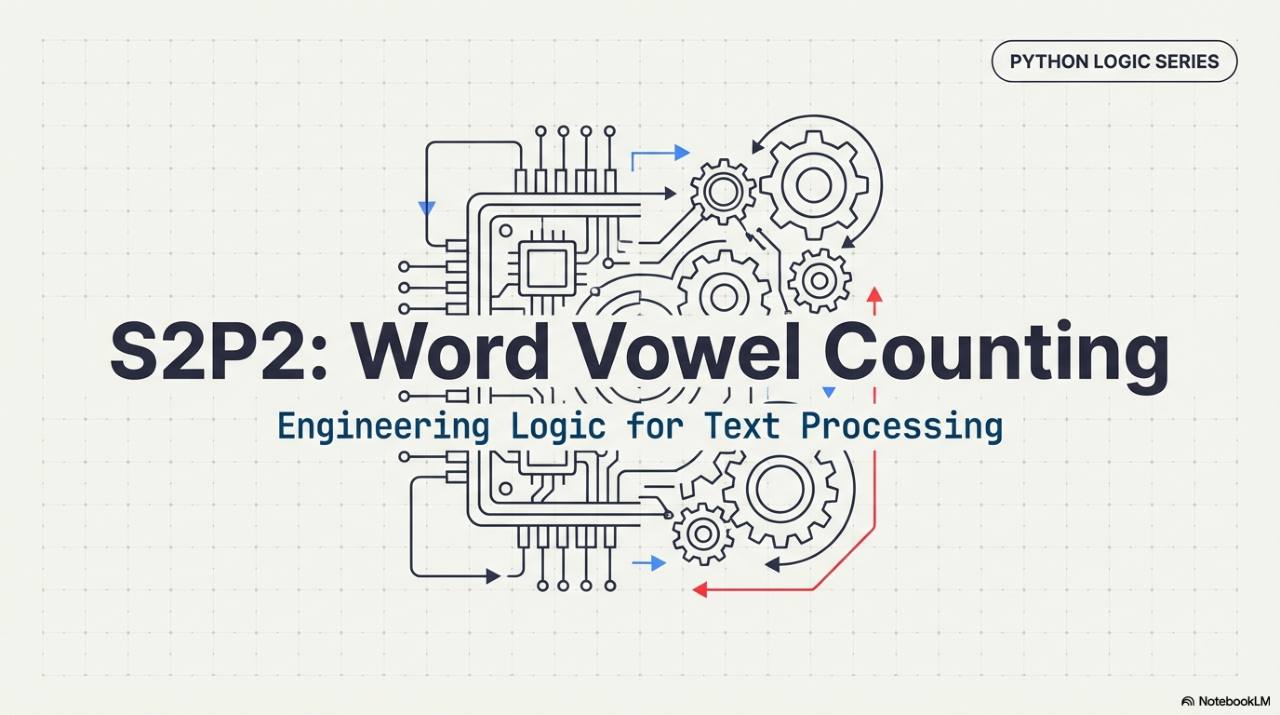 PYTHON LOGIC SERIES
S2P2: Word Vowel Counting
Engineering Logic for Text Processing
NotebookLM